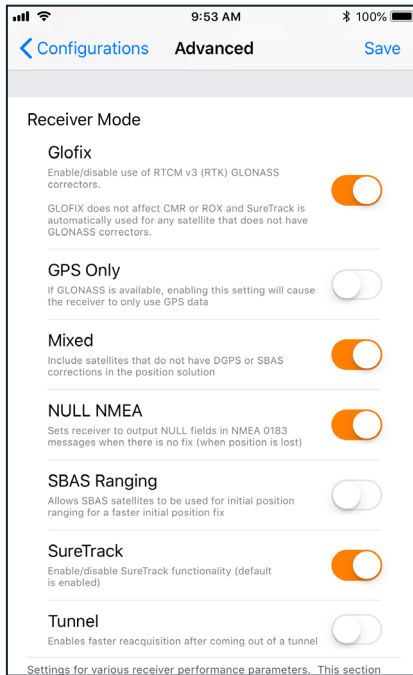 9:53 AM
100%
Configurations
Advanced
Save
Receiver Mode
Glofix
Enable/disable use of RTCM v3 (RTK) GLONASS
correctors.
GLOFIX does not affect CMR or ROX and SureTrack is
automatically used for any satellite that does not have
GLONASS correctors.
GPS Only
If GLONASS is available, enabling this setting will cause
the receiver to only use GPS data
Mixed
Include satellites that do not have DGPS or SBAS
corrections in the position solution
NULL NMEA
Sets receiver to output NULL fields in NMEA 0183
messages when there is no fix (when position is lost)
SBAS Ranging
Allows SBAS satellites to be used for initial position
ranging for a faster initial position fix
SureTrack
Enable/disable SureTrack functionality (default
is enabled)
Tunnel
Enables faster reacquisition after coming out of a tunnel
Settings for various receiver performance parameters. This section